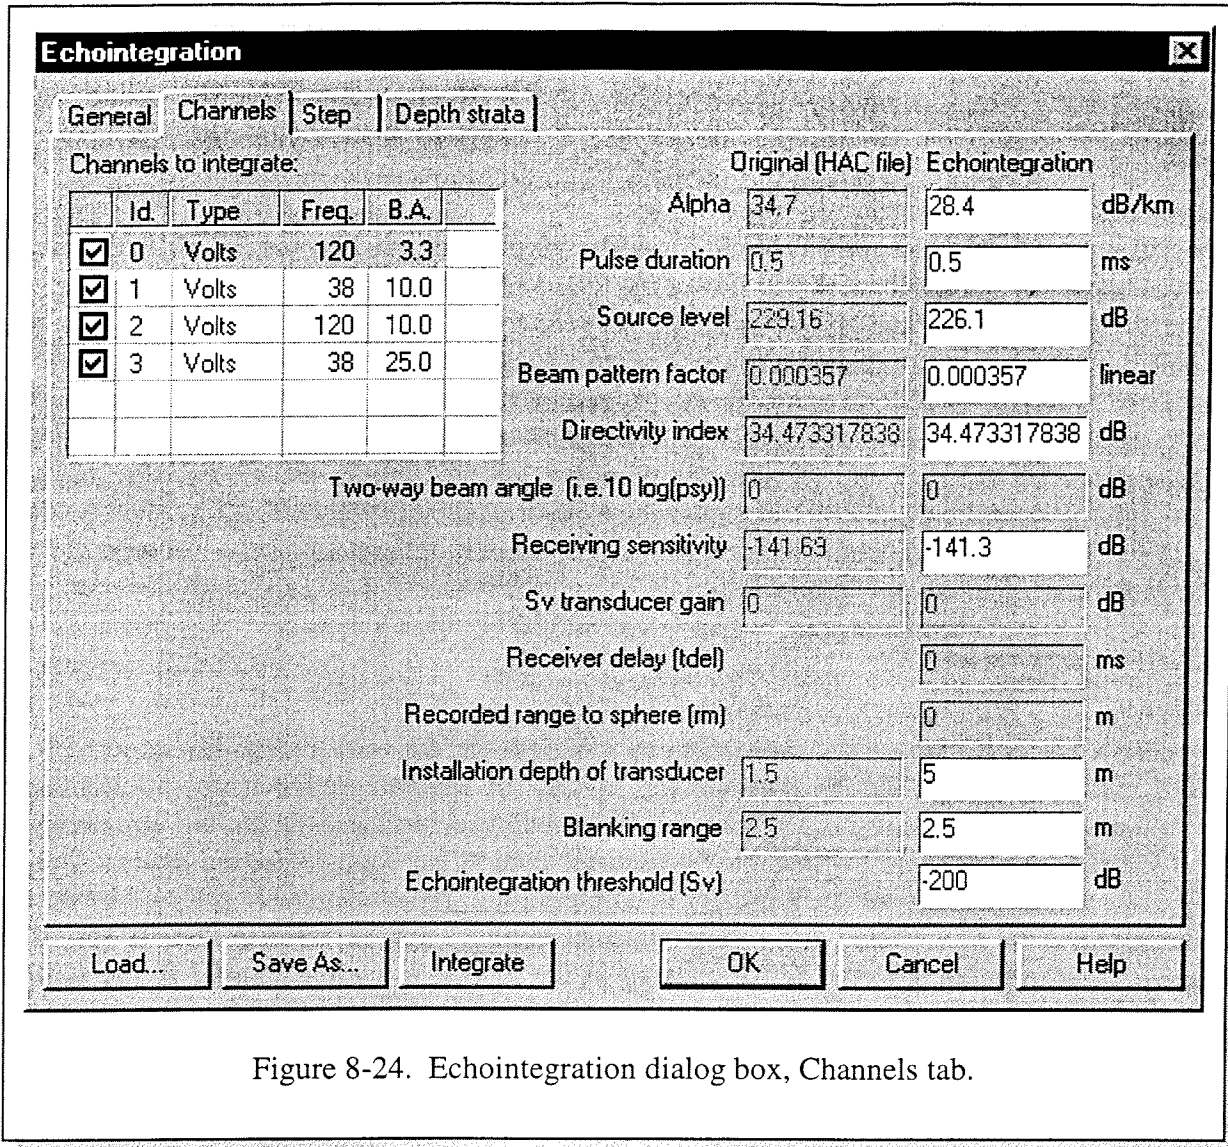 Echointegration
General Channels Step Depth strata
Channels to integrate:
Id. Type Freq. B.A.
0 Volts 120 3.3
1 Volts 38 10.0
2 Volts 120 10.0
3 Volts 38 25.0
Original (HAC file) Echointegration
Alpha 34.7 28.4 dB/km
Pulse duration 0.5 0.5 ms
Source level 229.16 226.1 dB
Beam pattern factor 0.000357 0.000357 linear
Directivity index 34.473317838 34.473317838 dB
Two-way beam angle (i.e.10 log(psy)) 0 0 dB
Receiving sensitivity -141.69 -141.3 dB
Sv transducer gain 0 0 dB
Receiver delay (tdel) 0 ms
Recorded range to sphere (rm) 0 m
Installation depth of transducer 1.5 5 m
Blanking range 2.5 2.5 m
Echointegration threshold (Sv) -200 dB
Load... Save As... Integrate OK Cancel Help
Figure 8-24. Echointegration dialog box, Channels tab.